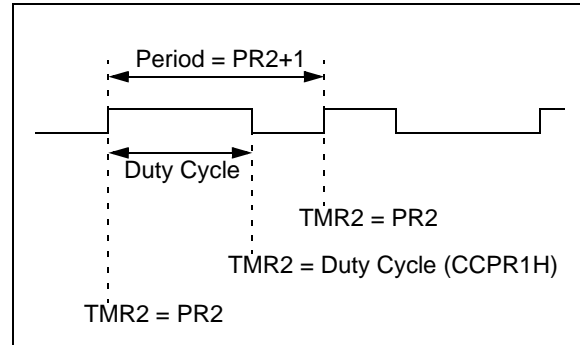 Period = PR2+1
Duty Cycle
TMR2 = PR2
TMR2 = Duty Cycle (CCPR1H)
TMR2 = PR2